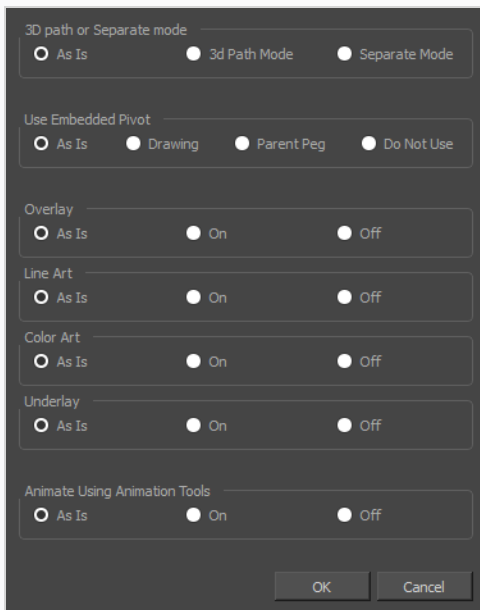 3D path or Separate mode
As Is 3d Path Mode Separate Mode
Use Embedded Pivot
As Is Drawing Parent Peg Do Not Use
Overlay
As Is On Off
Line Art
As Is On Off
Color Art
As Is On Off
Underlay
As Is On Off
Animate Using Animation Tools
As Is On Off
OK Cancel